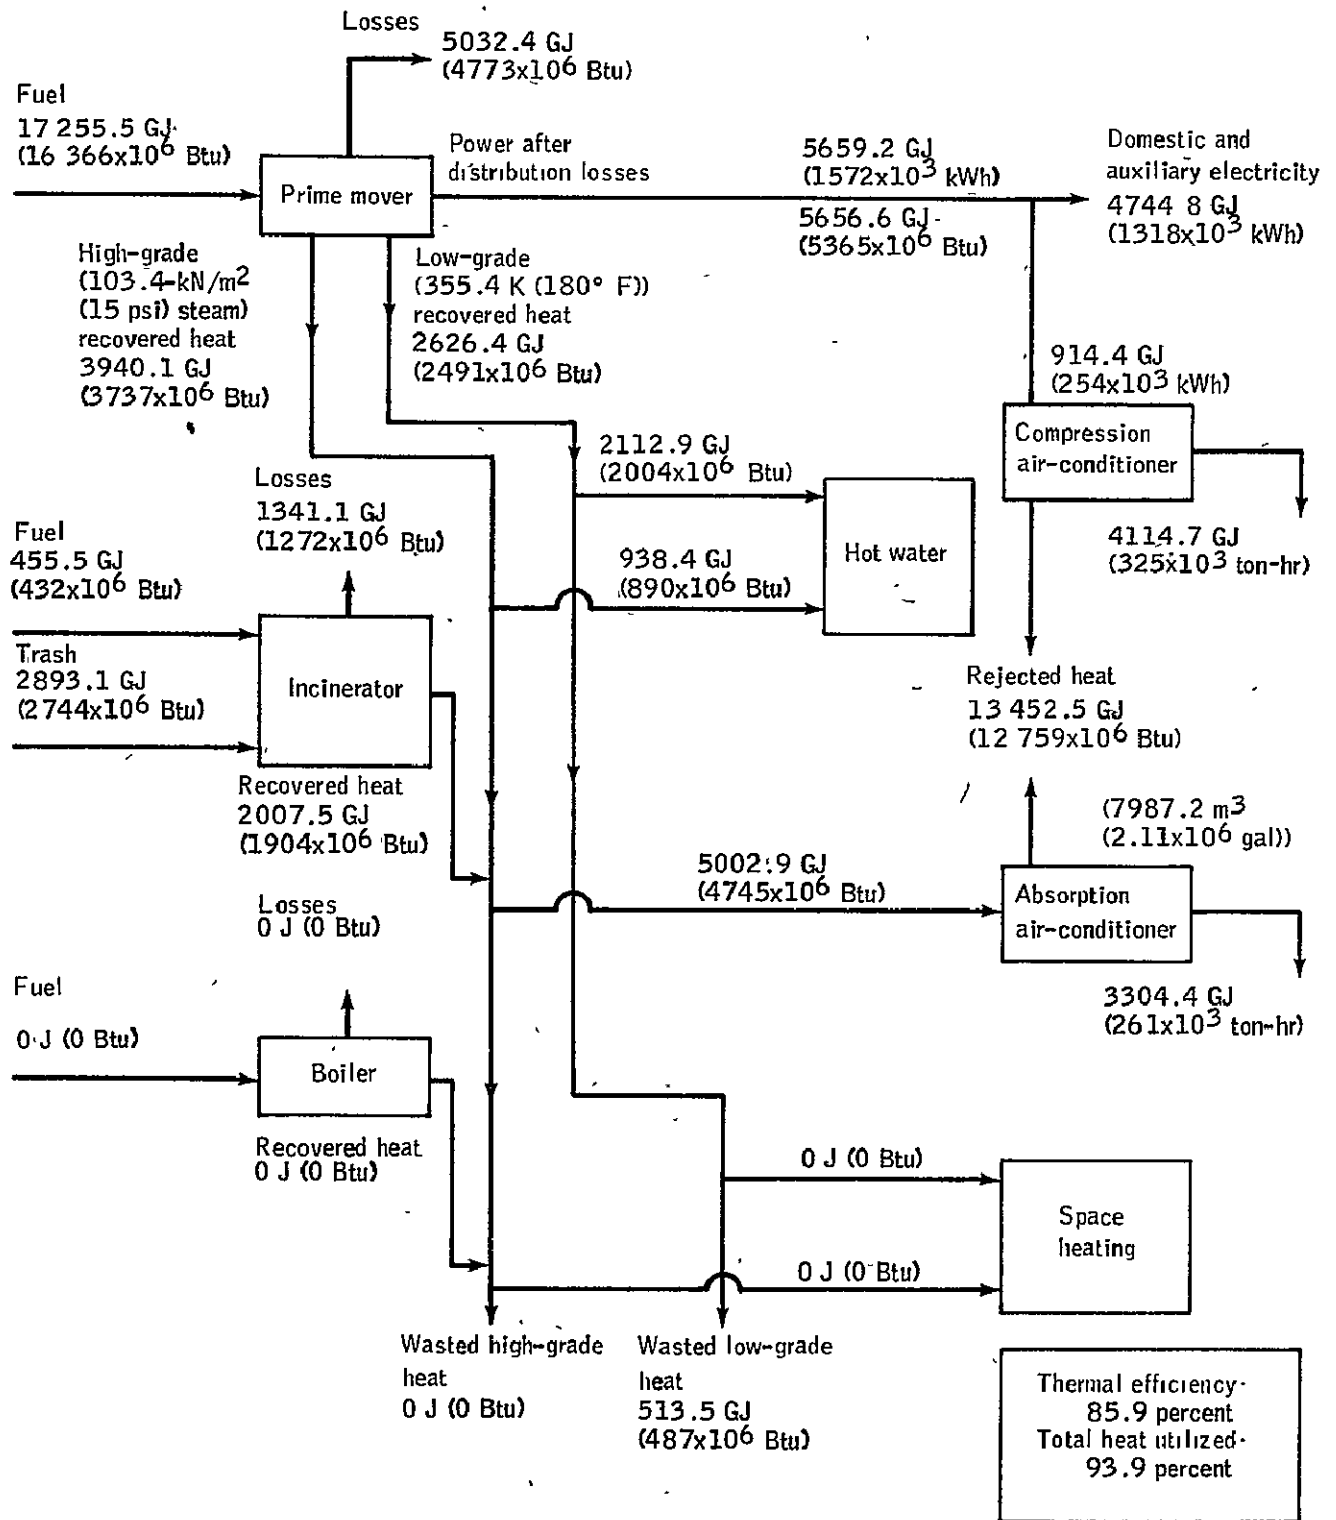 Losses
5032.4 GJ
(4773x10⁶ Btu)
Fuel
17 255.5 GJ
(16 366x10⁶ Btu)
Prime mover
Power after
distribution losses
5659.2 GJ
(1572x10³ kWh)
5656.6 GJ
(5365x10⁶ Btu)
Domestic and
auxiliary electricity
4744 8 GJ
(1318x10³ kWh)
High-grade
(103.4-kN/m²
(15 psi) steam)
recovered heat
3940.1 GJ
(3737x10⁶ Btu)
Low-grade
(355.4 K (180° F))
recovered heat
2626.4 GJ
(2491x10⁶ Btu)
914.4 GJ
(254x10³ kWh)
Compression
air-conditioner
4114.7 GJ
(325x10³ ton-hr)
2112.9 GJ
(2004x10⁶ Btu)
938.4 GJ
(890x10⁶ Btu)
Hot water
Losses
1341.1 GJ
(1272x10⁶ Btu)
Fuel
455.5 GJ
(432x10⁶ Btu)
Trash
2893.1 GJ
(2744x10⁶ Btu)
Incinerator
Recovered heat
2007.5 GJ
(1904x10⁶ Btu)
Rejected heat
13 452.5 GJ
(12 759x10⁶ Btu)
(7987.2 m³
(2.11x10⁶ gal))
5002.9 GJ
(4745x10⁶ Btu)
Absorption
air-conditioner
3304.4 GJ
(261x10³ ton-hr)
Losses
0 J (0 Btu)
Fuel
0 J (0 Btu)
Boiler
Recovered heat
0 J (0 Btu)
0 J (0 Btu)
0 J (0 Btu)
Space
heating
Wasted high-grade
heat
0 J (0 Btu)
Wasted low-grade
heat
513.5 GJ
(487x10⁶ Btu)
Thermal efficiency-
85.9 percent
Total heat utilized-
93.9 percent